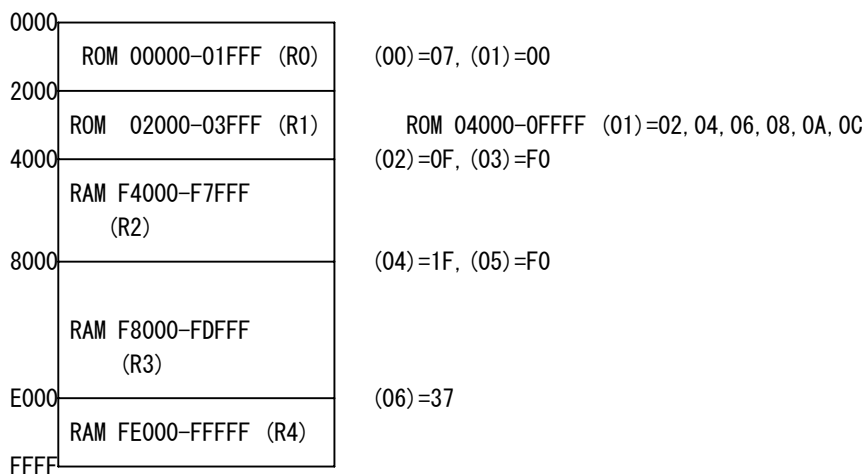 0000
ROM 00000-01FFF (R0) (00)=07, (01)=00
2000
ROM 02000-03FFF (R1) ROM 04000-0FFFF (01)=02, 04, 06, 08, 0A, 0C
4000 (02)=0F, (03)=F0
RAM F4000-F7FFF
(R2)
8000 (04)=1F, (05)=F0
RAM F8000-FDFFF
(R3)
E000 (06)=37
RAM FE000-FFFFF (R4)
FFFF